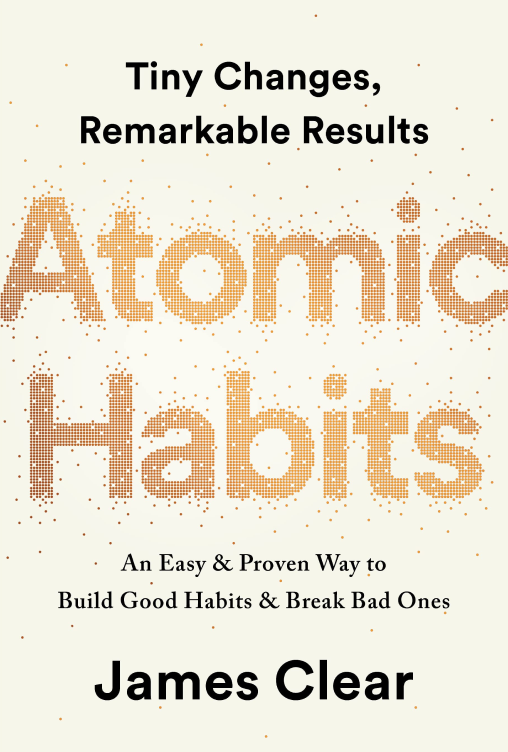 Tiny Changes,
Remarkable Results
Atomic
Habits
An Easy & Proven Way to
Build Good Habits & Break Bad Ones
James Clear